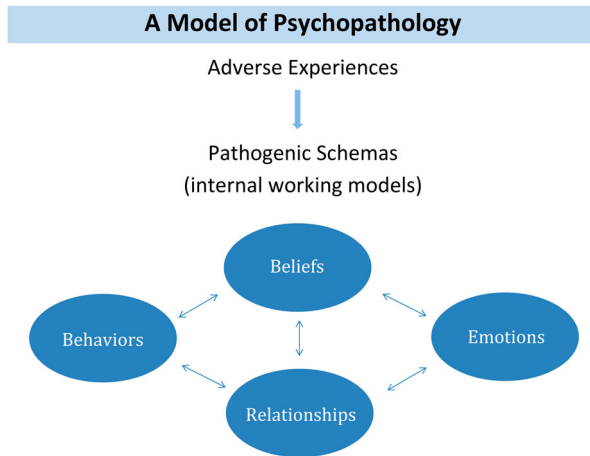 A Model of Psychopathology
Adverse Experiences
Pathogenic Schemas
(internal working models)
Beliefs
Behaviors
Emotions
Relationships